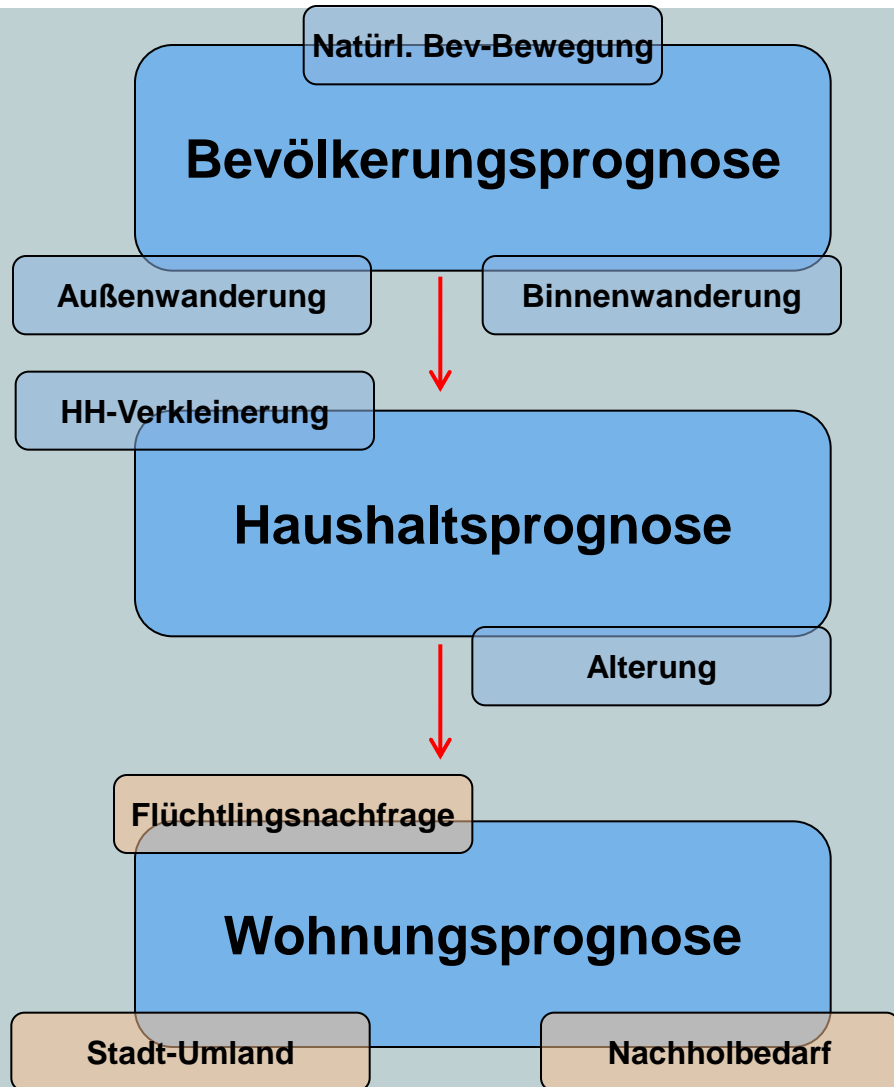 Natürl. Bev-Bewegung
Bevölkerungsprognose
Außenwanderung
Binnenwanderung
HH-Verkleinerung
Haushaltsprognose
Alterung
Flüchtlingsnachfrage
Wohnungsprognose
Stadt-Umland
Nachholbedarf